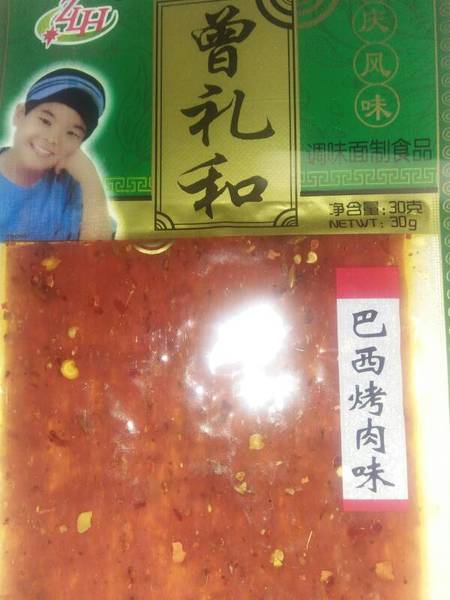 ZLH
曾礼和
庆风味
调味面制食品
净含量:30克
NETWT: 30g
巴西烤肉味